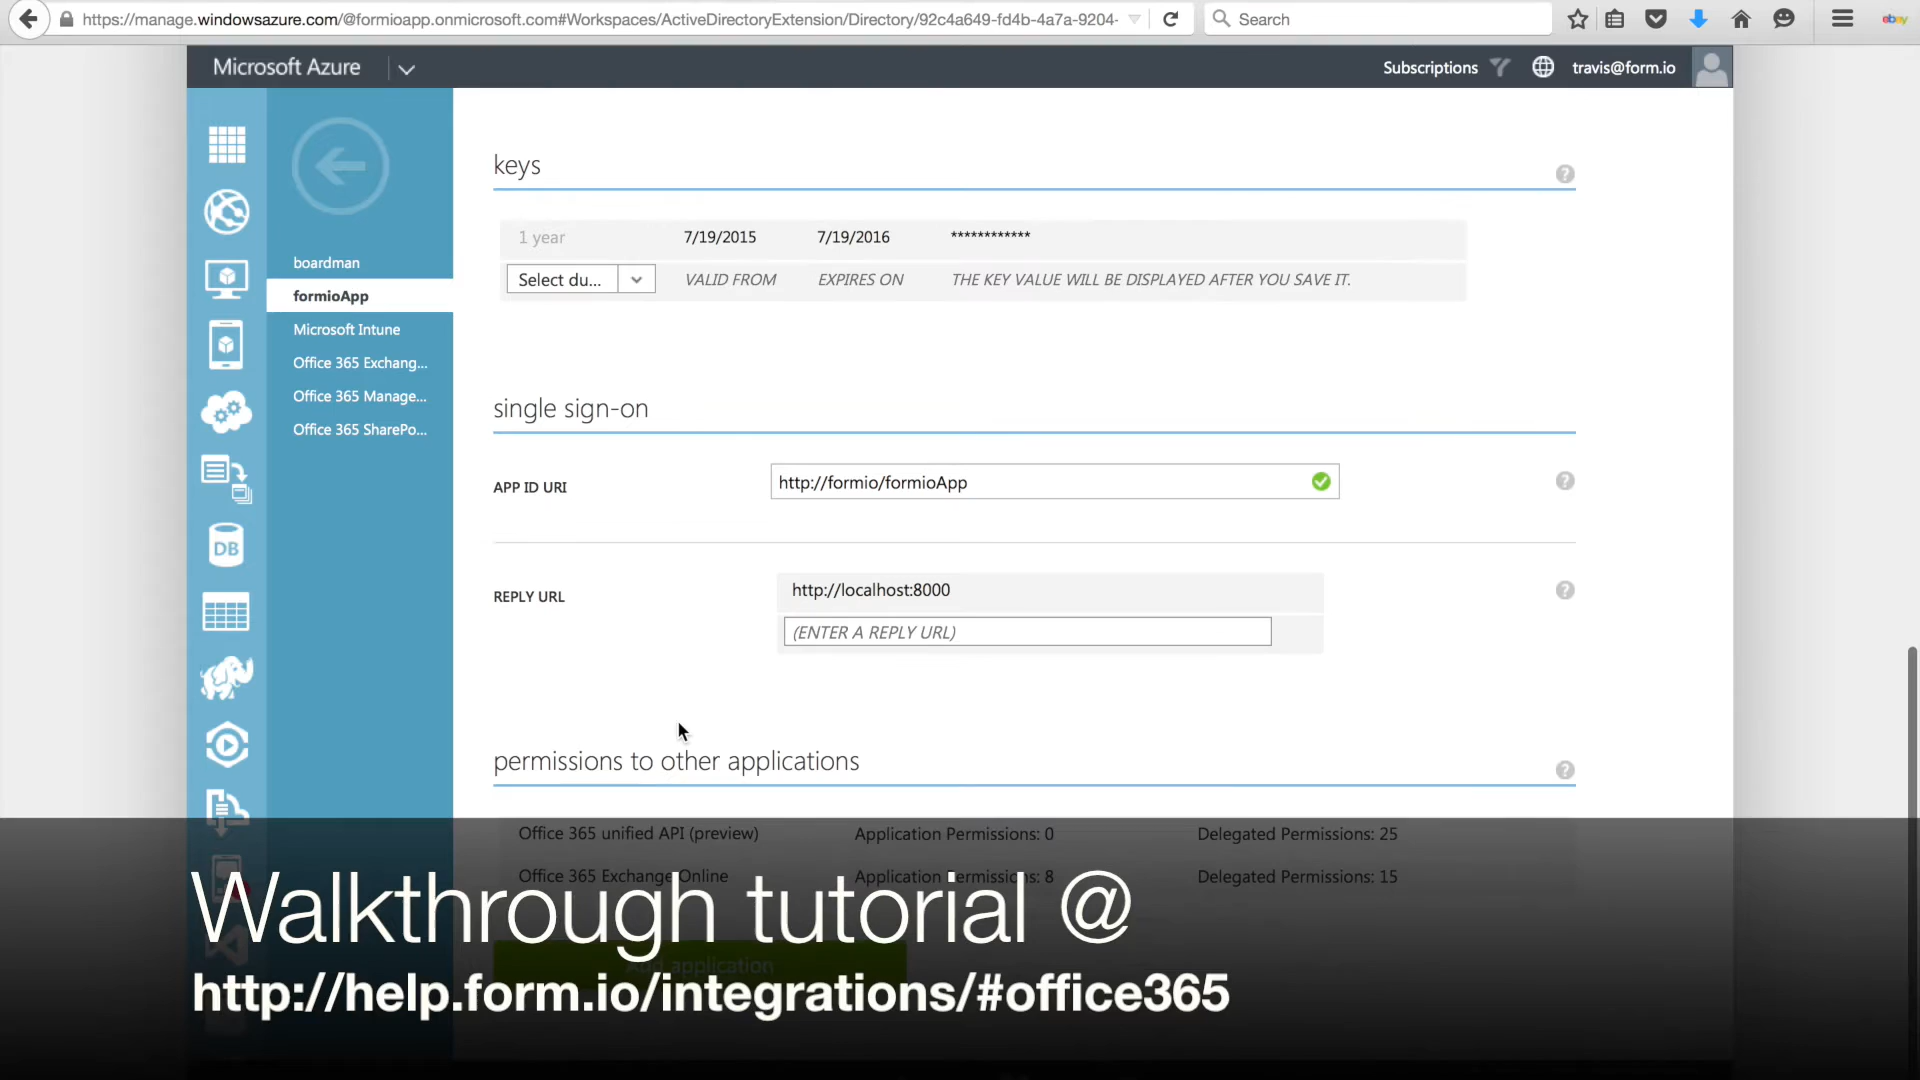 https://manage.windowsazure.com/@formioapp.onmicrosoft.com#Workspaces/ActiveDirectoryExtension/Directory/92c4a649-fd4b-4a7a-9204-
Search
ebay
Microsoft Azure
Subscriptions
travis@form.io
boardman
formioApp
Microsoft Intune
Office 365 Exchang...
Office 365 Manage...
Office 365 SharePo...
DB
keys
1 year 7/19/2015 7/19/2016 ************
Select du... VALID FROM EXPIRES ON THE KEY VALUE WILL BE DISPLAYED AFTER YOU SAVE IT.
single sign-on
APP ID URI http://formio/formioApp
REPLY URL http://localhost:8000
(ENTER A REPLY URL)
permissions to other applications
Office 365 unified API (preview) Application Permissions: 0 Delegated Permissions: 25
Office 365 Exchange Online Application Permissions: 8 Delegated Permissions: 15
Add application
Walkthrough tutorial @
http://help.form.io/integrations/#office365